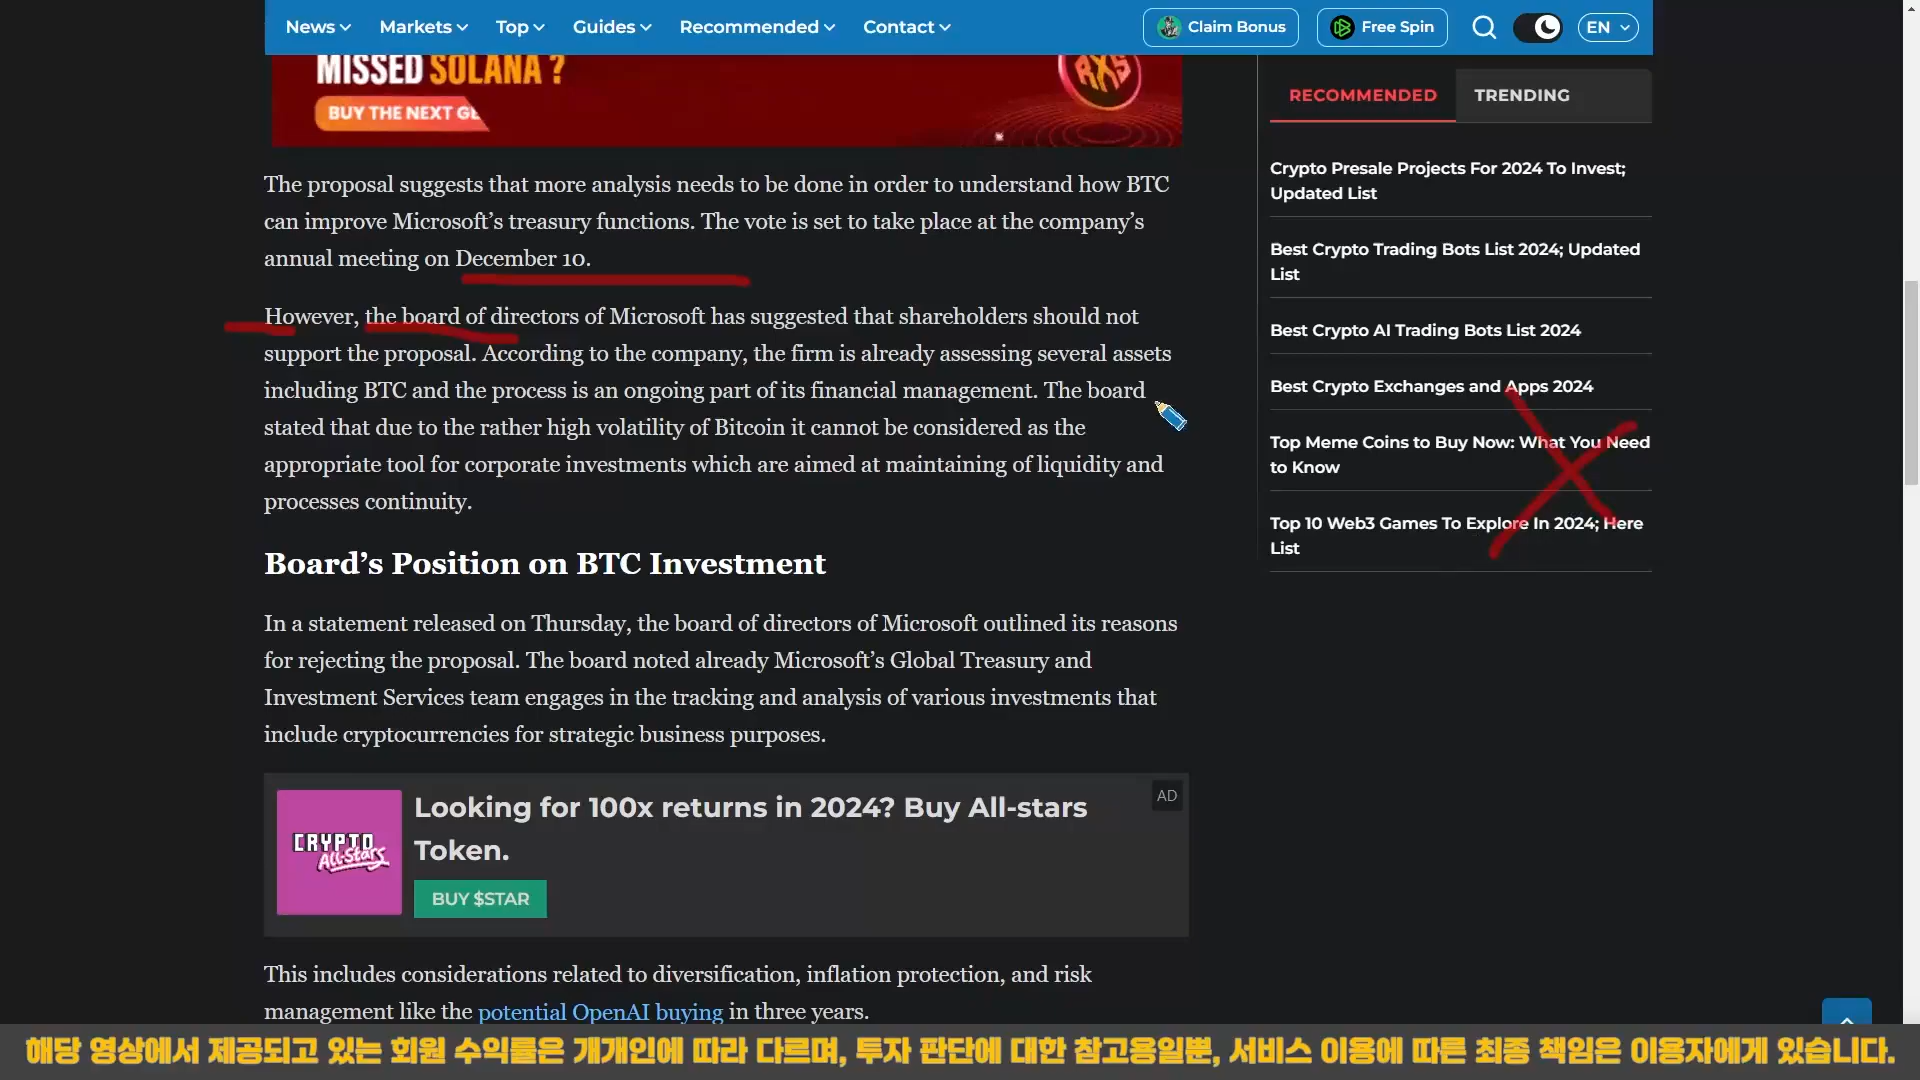 News
Markets
Top
Guides
Recommended
Contact
Claim Bonus
Free Spin
EN
MISSED SOLANA ?
BUY THE NEXT GE
RXS
The proposal suggests that more analysis needs to be done in order to understand how BTC
can improve Microsoft’s treasury functions. The vote is set to take place at the company’s
annual meeting on December 10.
However, the board of directors of Microsoft has suggested that shareholders should not
support the proposal. According to the company, the firm is already assessing several assets
including BTC and the process is an ongoing part of its financial management. The board
stated that due to the rather high volatility of Bitcoin it cannot be considered as the
appropriate tool for corporate investments which are aimed at maintaining of liquidity and
processes continuity.
Board’s Position on BTC Investment
In a statement released on Thursday, the board of directors of Microsoft outlined its reasons
for rejecting the proposal. The board noted already Microsoft’s Global Treasury and
Investment Services team engages in the tracking and analysis of various investments that
include cryptocurrencies for strategic business purposes.
CRYPTO
All-Stars
Looking for 100x returns in 2024? Buy All-stars
Token.
BUY $STAR
AD
This includes considerations related to diversification, inflation protection, and risk
management like the potential OpenAI buying in three years.
RECOMMENDED
TRENDING
Crypto Presale Projects For 2024 To Invest;
Updated List
Best Crypto Trading Bots List 2024; Updated
List
Best Crypto AI Trading Bots List 2024
Best Crypto Exchanges and Apps 2024
Top Meme Coins to Buy Now: What You Need
to Know
Top 10 Web3 Games To Explore In 2024; Here
List
해당 영상에서 제공되고 있는 회원 수익률은 개개인에 따라 다르며, 투자 판단에 대한 참고용일뿐, 서비스 이용에 따른 최종 책임은 이용자에게 있습니다.